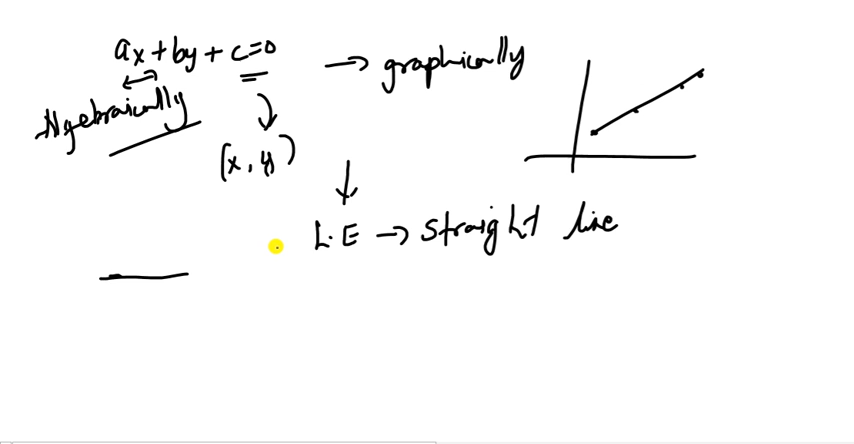 ax + by + c = 0 → graphically
Algebraically
(x, y)
L.E → straight line